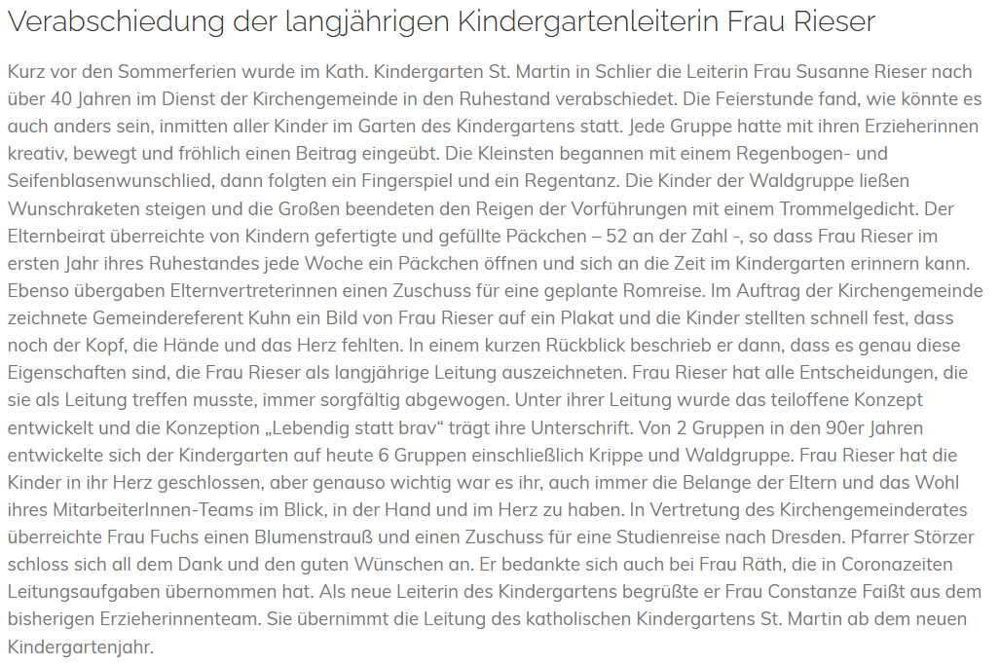 Verabschiedung der langjährigen Kindergartenleiterin Frau Rieser
Kurz vor den Sommerferien wurde im Kath. Kindergarten St. Martin in Schlier die Leiterin Frau Susanne Rieser nach
über 40 Jahren im Dienst der Kirchengemeinde in den Ruhestand verabschiedet. Die Feierstunde fand, wie könnte es
auch anders sein, inmitten aller Kinder im Garten des Kindergartens statt. Jede Gruppe hatte mit ihren Erzieherinnen
kreativ, bewegt und fröhlich einen Beitrag eingeübt. Die Kleinsten begannen mit einem Regenbogen- und
Seifenblasenwunschlied, dann folgten ein Fingerspiel und ein Regentanz. Die Kinder der Waldgruppe ließen
Wunschraketen steigen und die Großen beendeten den Reigen der Vorführungen mit einem Trommelgedicht. Der
Elternbeirat überreichte von Kindern gefertigte und gefüllte Päckchen – 52 an der Zahl -, so dass Frau Rieser im
ersten Jahr ihres Ruhestandes jede Woche ein Päckchen öffnen und sich an die Zeit im Kindergarten erinnern kann.
Ebenso übergaben Elternvertreterinnen einen Zuschuss für eine geplante Romreise. Im Auftrag der Kirchengemeinde
zeichnete Gemeindereferent Kuhn ein Bild von Frau Rieser auf ein Plakat und die Kinder stellten schnell fest, dass
noch der Kopf, die Hände und das Herz fehlten. In einem kurzen Rückblick beschrieb er dann, dass es genau diese
Eigenschaften sind, die Frau Rieser als langjährige Leitung auszeichneten. Frau Rieser hat alle Entscheidungen, die
sie als Leitung treffen musste, immer sorgfältig abgewogen. Unter ihrer Leitung wurde das teiloffene Konzept
entwickelt und die Konzeption „Lebendig statt brav“ trägt ihre Unterschrift. Von 2 Gruppen in den 90er Jahren
entwickelte sich der Kindergarten auf heute 6 Gruppen einschließlich Krippe und Waldgruppe. Frau Rieser hat die
Kinder in ihr Herz geschlossen, aber genauso wichtig war es ihr, auch immer die Belange der Eltern und das Wohl
ihres MitarbeiterInnen-Teams im Blick, in der Hand und im Herz zu haben. In Vertretung des Kirchengemeinderates
überreichte Frau Fuchs einen Blumenstrauß und einen Zuschuss für eine Studienreise nach Dresden. Pfarrer Störzer
schloss sich all dem Dank und den guten Wünschen an. Er bedankte sich auch bei Frau Räth, die in Coronazeiten
Leitungsaufgaben übernommen hat. Als neue Leiterin des Kindergartens begrüßte er Frau Constanze Faißt aus dem
bisherigen Erzieherinnenteam. Sie übernimmt die Leitung des katholischen Kindergartens St. Martin ab dem neuen
Kindergartenjahr.